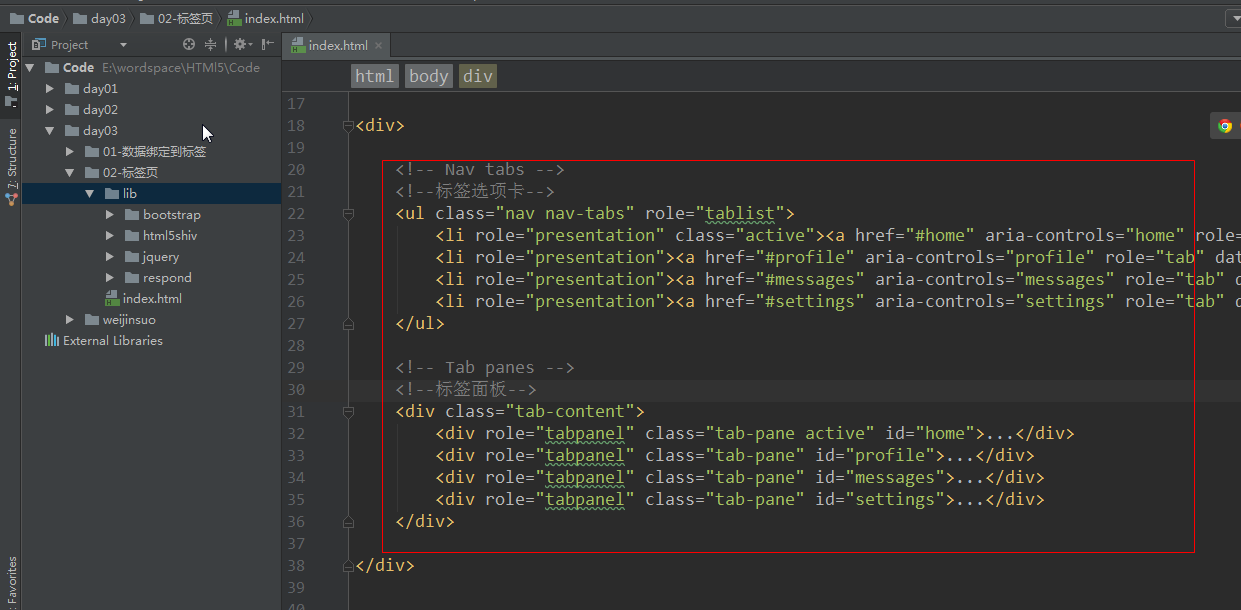 Code day03 02-标签页 index.html
Project
index.html
1: Project
7: Structure
Favorites
Code E:\wordspace\HTMl5\Code
day01
day02
day03
01-数据绑定到标签
02-标签页
lib
bootstrap
html5shiv
jquery
respond
index.html
weijinsuo
External Libraries
html body div
17
18 <div>
19
20 <!-- Nav tabs -->
21 <!--标签选项卡-->
22 <ul class="nav nav-tabs" role="tablist">
23 <li role="presentation" class="active"><a href="#home" aria-controls="home" role=
24 <li role="presentation"><a href="#profile" aria-controls="profile" role="tab" dat
25 <li role="presentation"><a href="#messages" aria-controls="messages" role="tab" d
26 <li role="presentation"><a href="#settings" aria-controls="settings" role="tab" d
27 </ul>
28
29 <!-- Tab panes -->
30 <!--标签面板-->
31 <div class="tab-content">
32 <div role="tabpanel" class="tab-pane active" id="home">...</div>
33 <div role="tabpanel" class="tab-pane" id="profile">...</div>
34 <div role="tabpanel" class="tab-pane" id="messages">...</div>
35 <div role="tabpanel" class="tab-pane" id="settings">...</div>
36 </div>
37
38 </div>
39
40